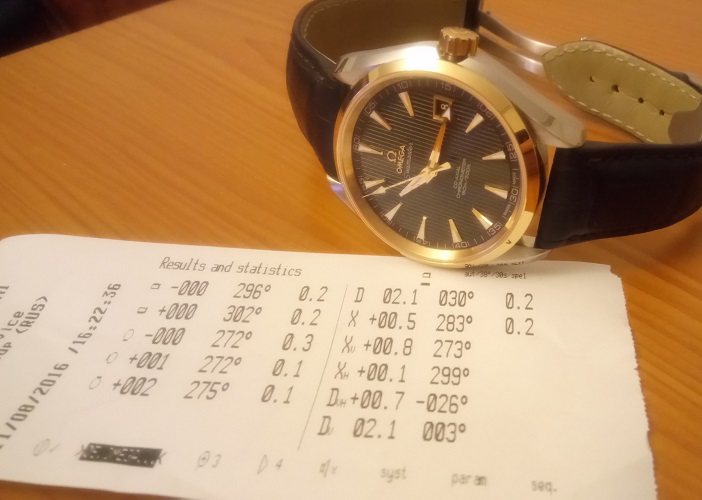 Ω
OMEGA
Results and statistics
-000 296° 0.2
+000 302° 0.2
-000 272° 0.3
+001 272° 0.1
+002 275° 0.1
D 02.1 030° 0.2
X +00.5 283° 0.2
X +00.8 273°
X +00.1 299°
D +00.7 -026°
D 02.1 003°
3 4 syst param seq.
(RUS)
/08/2016 /16:22:36